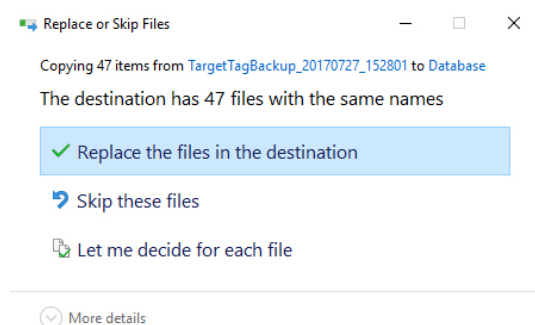 Replace or Skip Files
Copying 47 items from TargetTagBackup_20170727_152801 to Database
The destination has 47 files with the same names
Replace the files in the destination
Skip these files
Let me decide for each file
More details